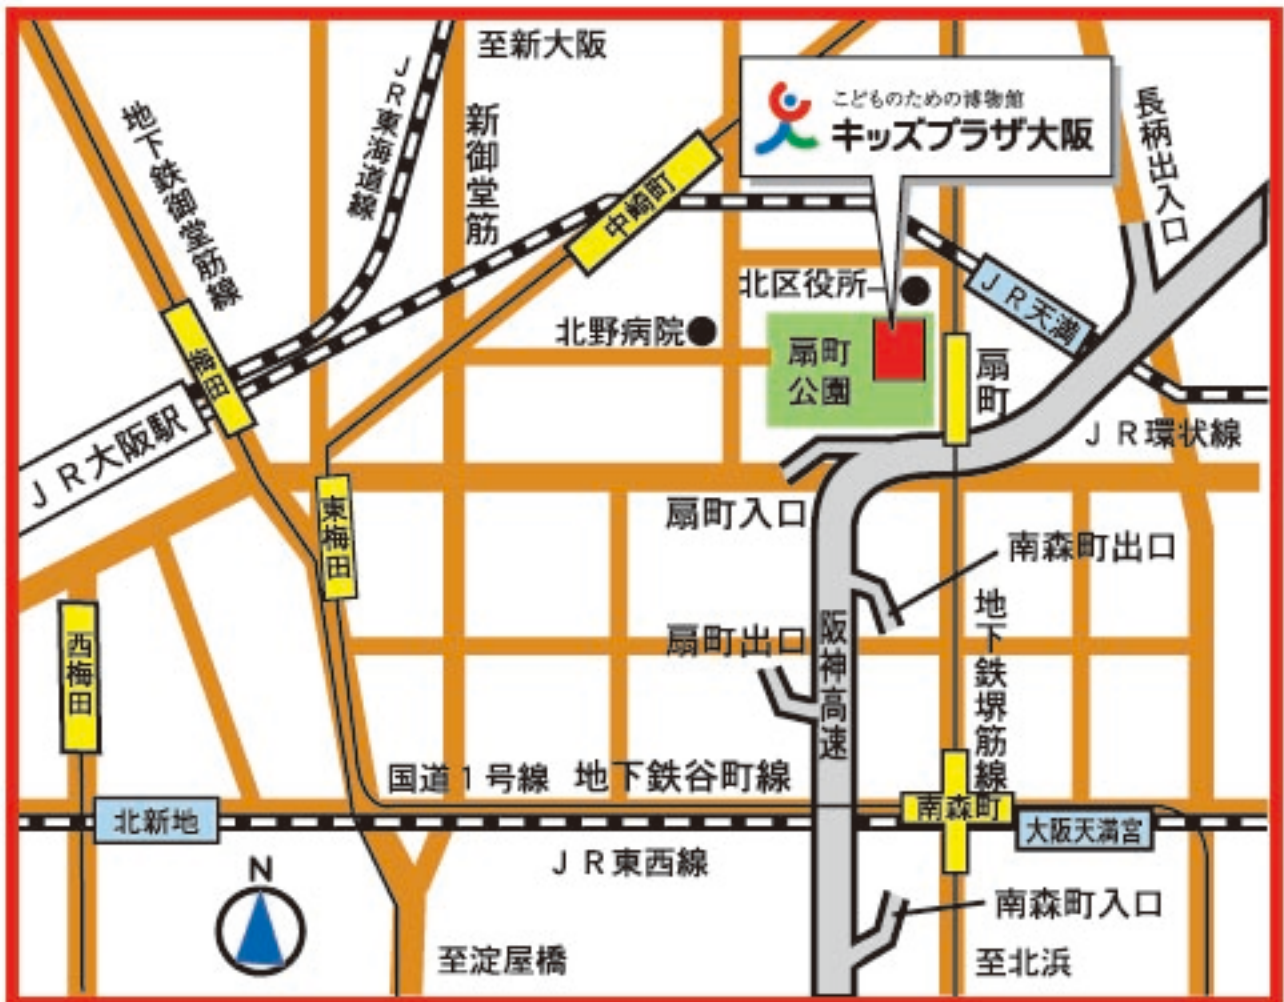 至新大阪
ＪＲ東海道線
新御堂筋
地下鉄御堂筋線
こどものための博物館
キッズプラザ大阪
長柄出入口
中崎町
北区役所
ＪＲ天満
北野病院
扇町
公園
扇町
梅田
ＪＲ大阪駅
ＪＲ環状線
東梅田
扇町入口
南森町出口
西梅田
扇町出口
阪神高速
地下鉄堺筋線
国道１号線
地下鉄谷町線
北新地
南森町
大阪天満宮
ＪＲ東西線
N
南森町入口
至淀屋橋
至北浜